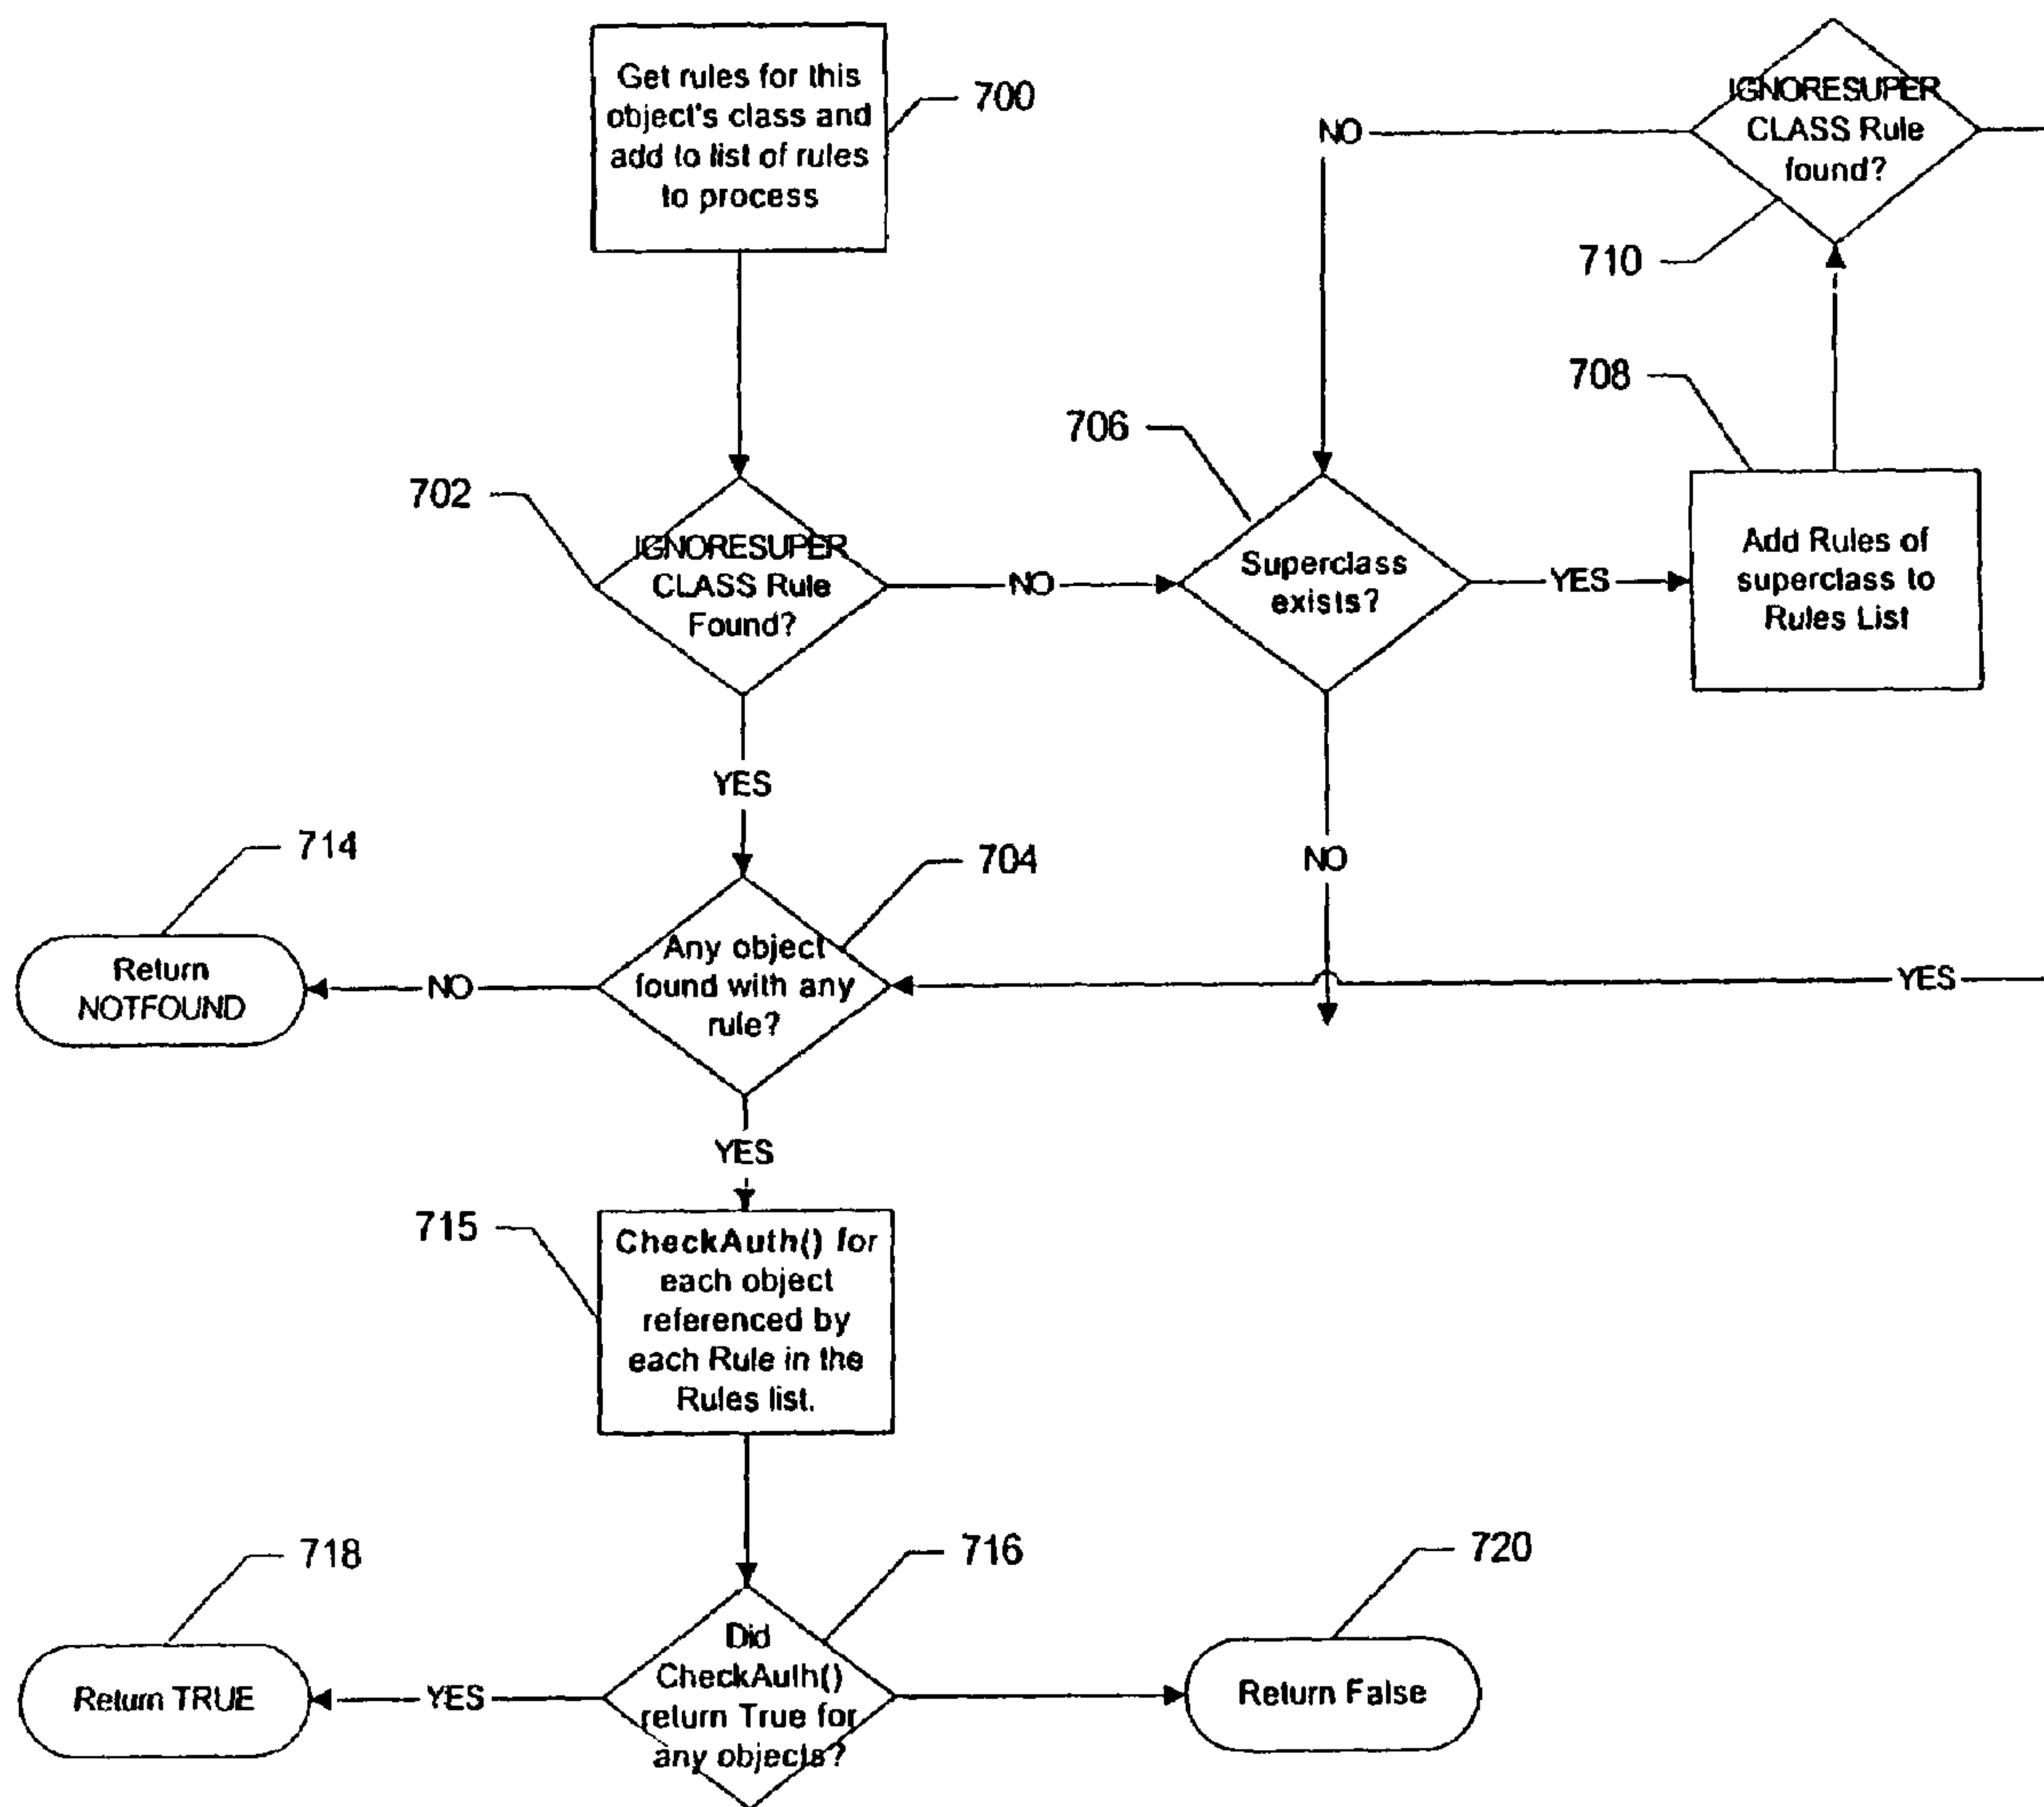 Get rules for this
object's class and
add to list of rules
to process
700
IGNORESUPER
CLASS Rule
found?
NO
710
708
706
702
IGNORESUPER
CLASS Rule
Found?
NO
Superclass
exists?
YES
Add Rules of
superclass to
Rules List
YES
NO
714
704
Return
NOTFOUND
NO
Any object
found with any
rule?
YES
YES
715
CheckAuth() for
each object
referenced by
each Rule in the
Rules list.
718
716
720
Return TRUE
YES
Did
CheckAuth()
return True for
any objects?
Return False